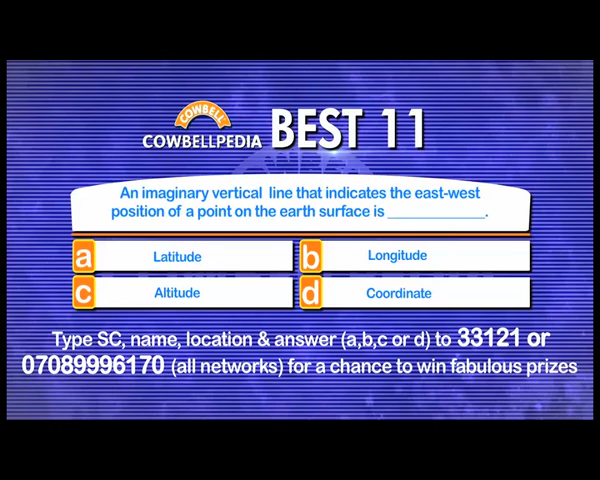 COWBELL
COWBELLPEDIA BEST 11
An imaginary vertical line that indicates the east-west
position of a point on the earth surface is ____________.
a Latitude
b Longitude
c Altitude
d Coordinate
Type SC, name, location & answer (a,b,c or d) to 33121 or
07089996170 (all networks) for a chance to win fabulous prizes